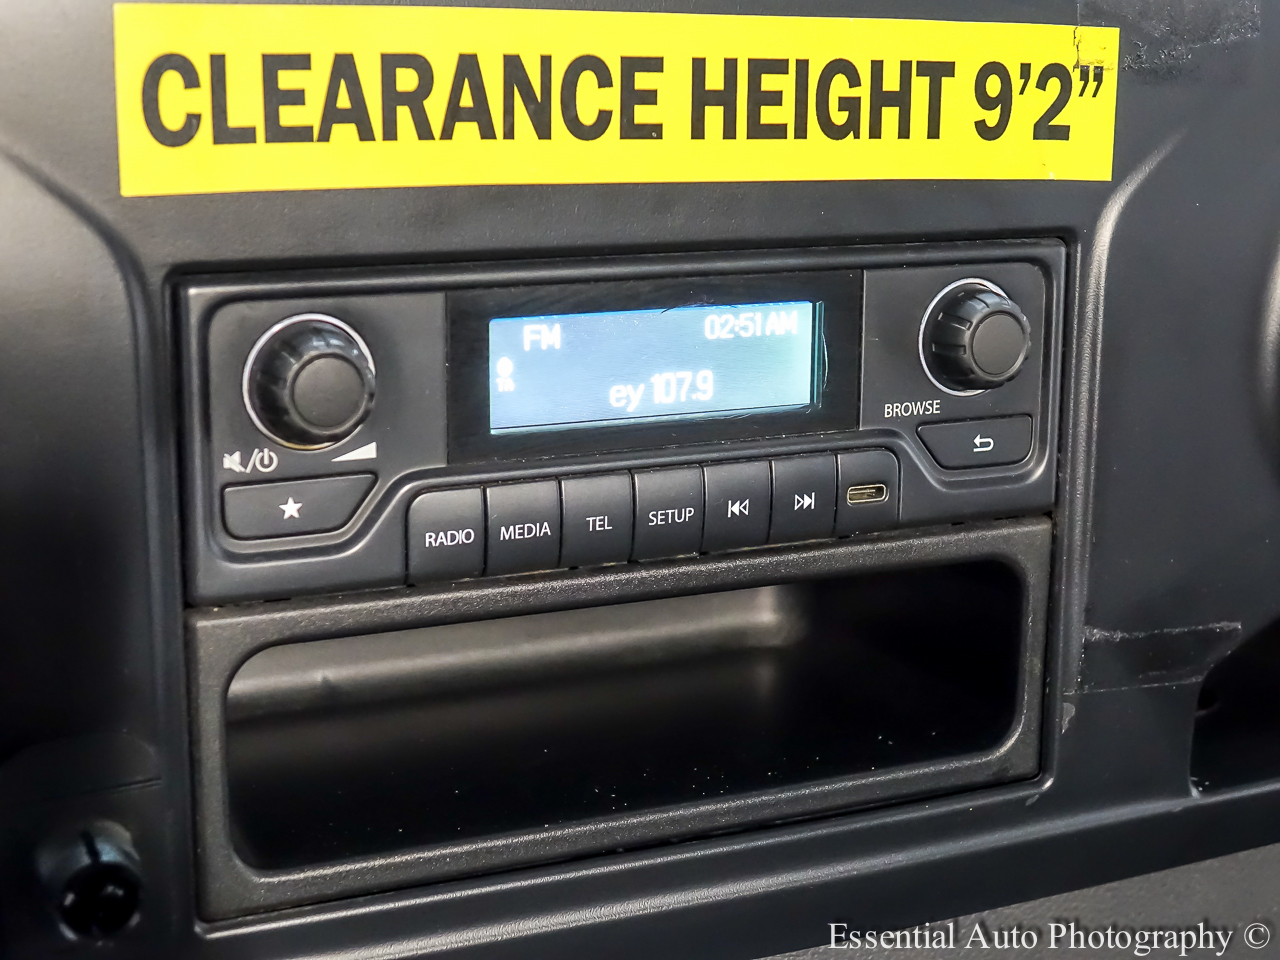 CLEARANCE HEIGHT 9'2"
FM 02:51 AM
TA
ey 107.9
BROWSE
RADIO MEDIA TEL SETUP
Essential Auto Photography ©